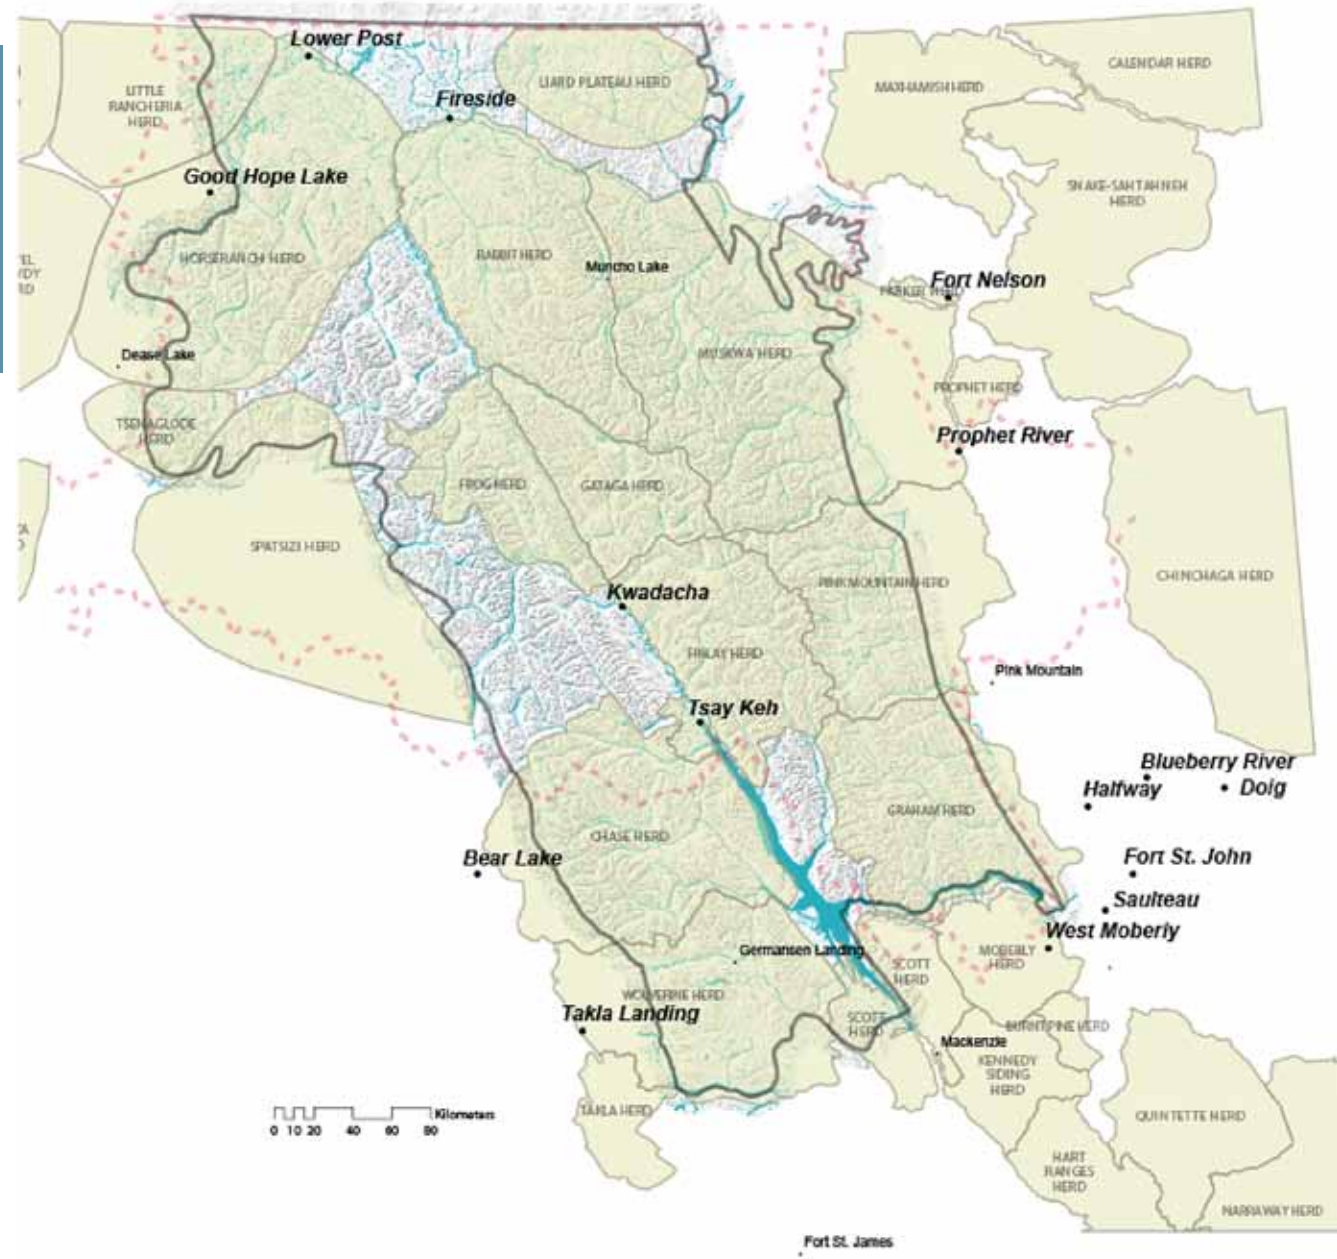 Lower Post
LIARD PLATEAU HERD
CALENDAR HERD
MAXHAMISH HERD
LITTLE
RANCHERIA
HERD
Fireside
Good Hope Lake
SNAKE-SAHTAHNEH
HERD
HORSERANCH HERD
RABBIT HERD
Muncho Lake
Fort Nelson
PARKER HERD
Dease Lake
MUSKWA HERD
PROPHET HERD
TSENAGLODE
HERD
Prophet River
FROG HERD
GATAGA HERD
SPATSIZI HERD
PINK MOUNTAIN HERD
CHINCHAGA HERD
Kwadacha
FINLAY HERD
Pink Mountain
Tsay Keh
Blueberry River
Halfway
Doig
GRAHAM HERD
CHASE HERD
Bear Lake
Fort St. John
Saulteau
West Moberly
Germansen Landing
MOBERLY
HERD
SCOTT
HERD
WOLVERINE HERD
Takla Landing
SCOTT
HERD
BURNT PINE HERD
Mackenzie
KENNEDY
SIDING
HERD
Kilometers
0 10 20 40 60 80
TAKLA HERD
QUINTETTE HERD
HART
RANGES
HERD
NARRAWAY HERD
Fort St. James